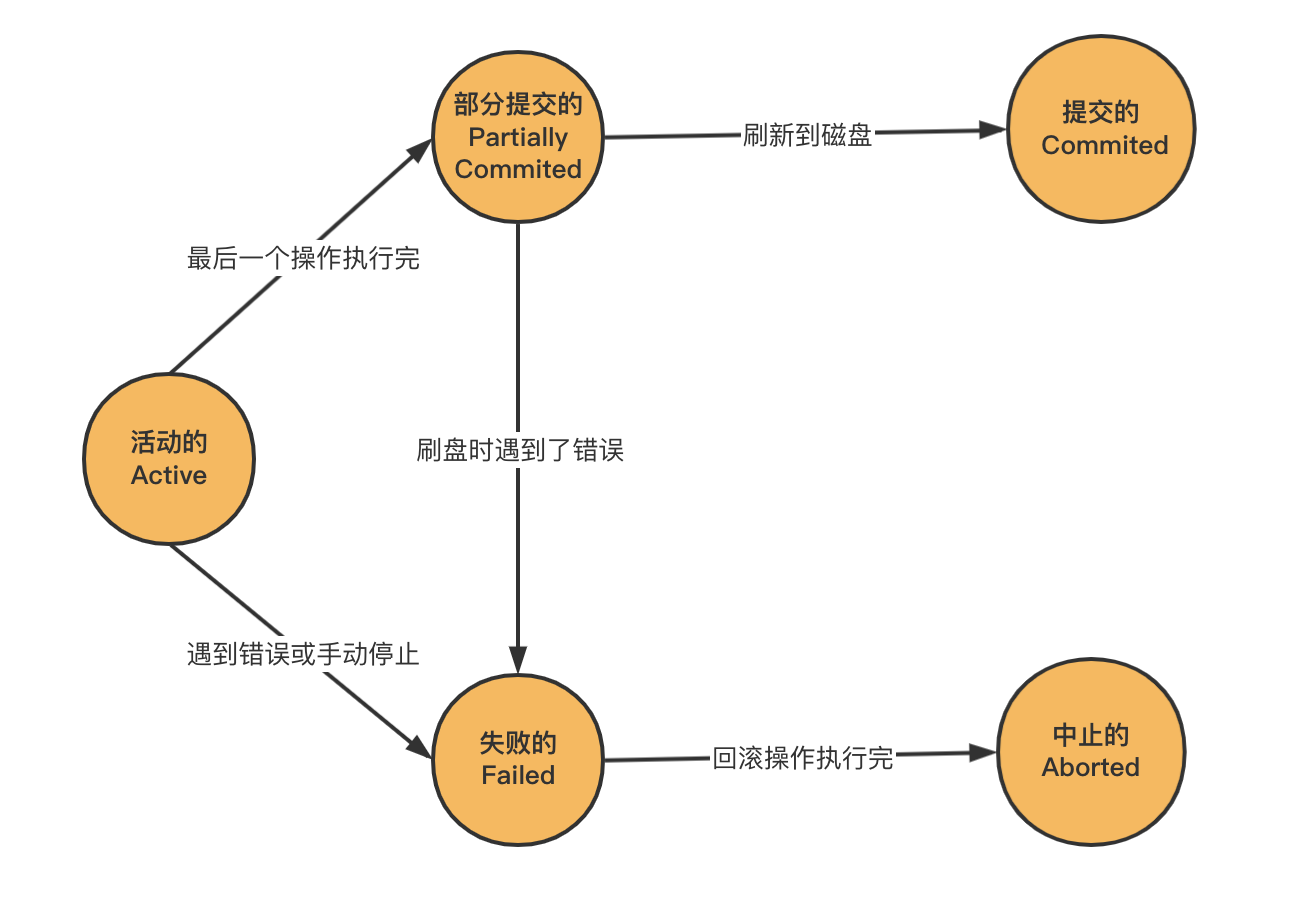 部分提交的
Partially
Commited
刷新到磁盘
提交的
Commited
最后一个操作执行完
活动的
Active
刷盘时遇到了错误
遇到错误或手动停止
失败的
Failed
回滚操作执行完
中止的
Aborted